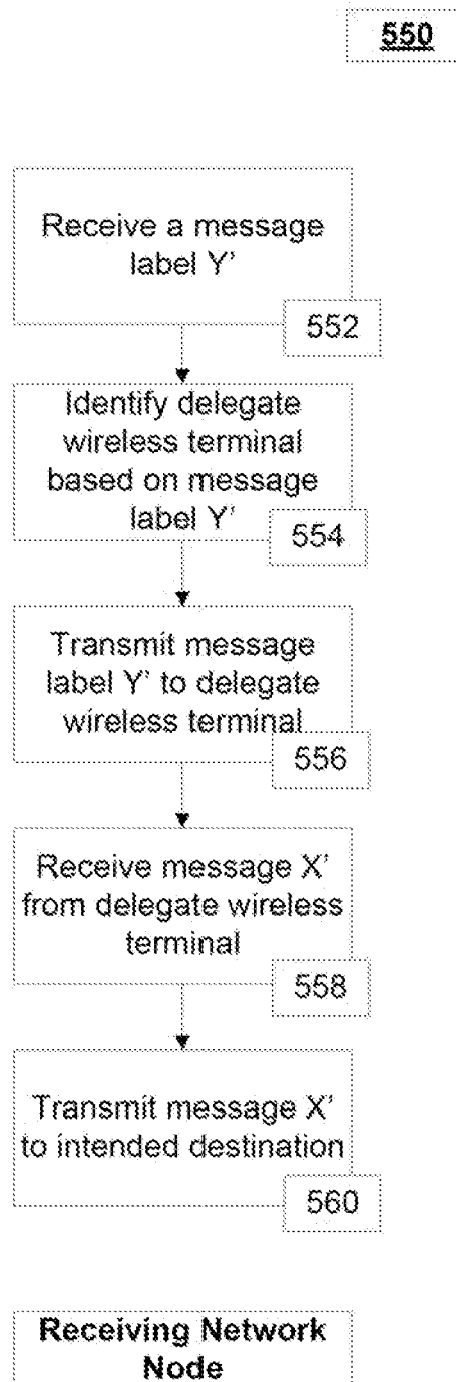 550
Receive a message
label Y'
552
Identify delegate
wireless terminal
based on message
label Y'
554
Transmit message
label Y' to delegate
wireless terminal
556
Receive message X'
from delegate wireless
terminal
558
Transmit message X'
to intended destination
560
Receiving Network
Node